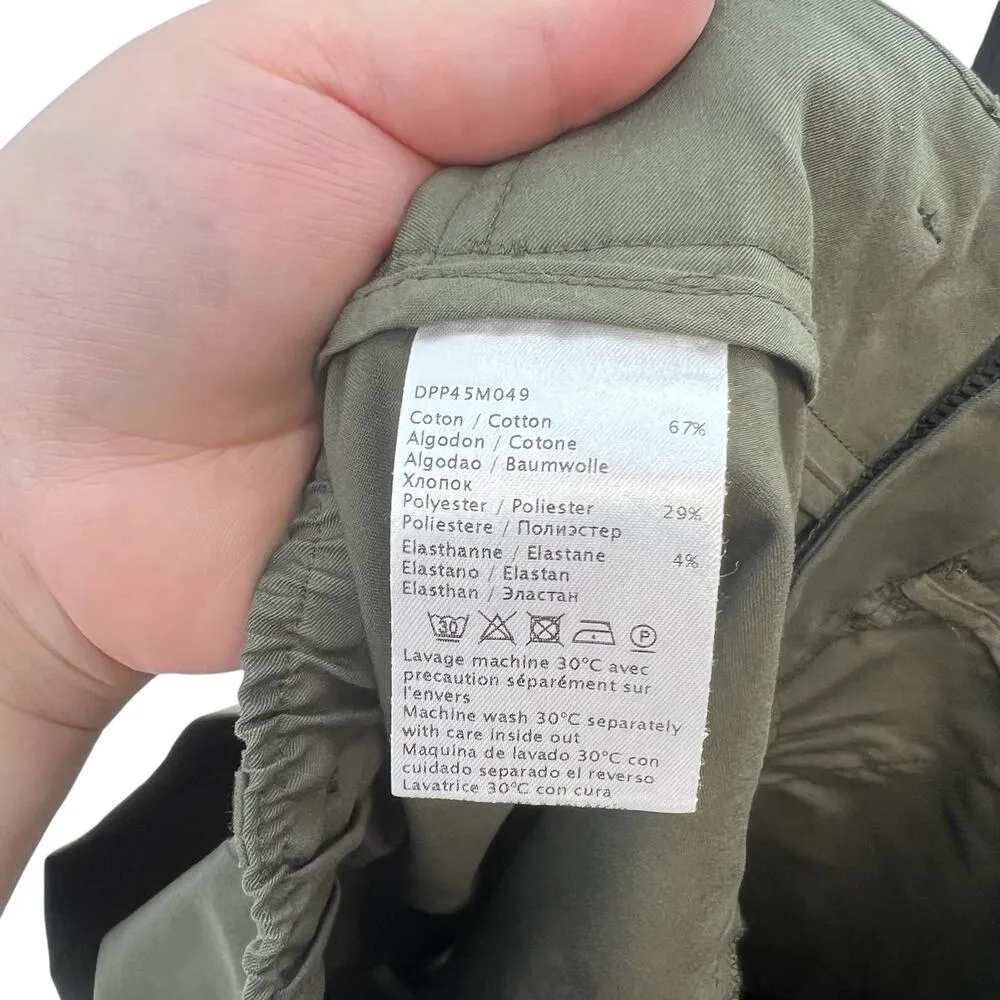 DPP45M049
Coton / Cotton 67%
Algodon / Cotone
Algodao / Baumwolle
Хлопок
Polyester / Poliester 29%
Poliestere / Полиэстер
Elasthanne / Elastane 4%
Elastano / Elastan
Elasthan / Эластан
30 P
Lavage machine 30°C avec
precaution séparément sur
l'envers
Machine wash 30°C separately
with care inside out
Maquina de lavado 30°C con
cuidado separado el reverso
Lavatrice 30°C con cura